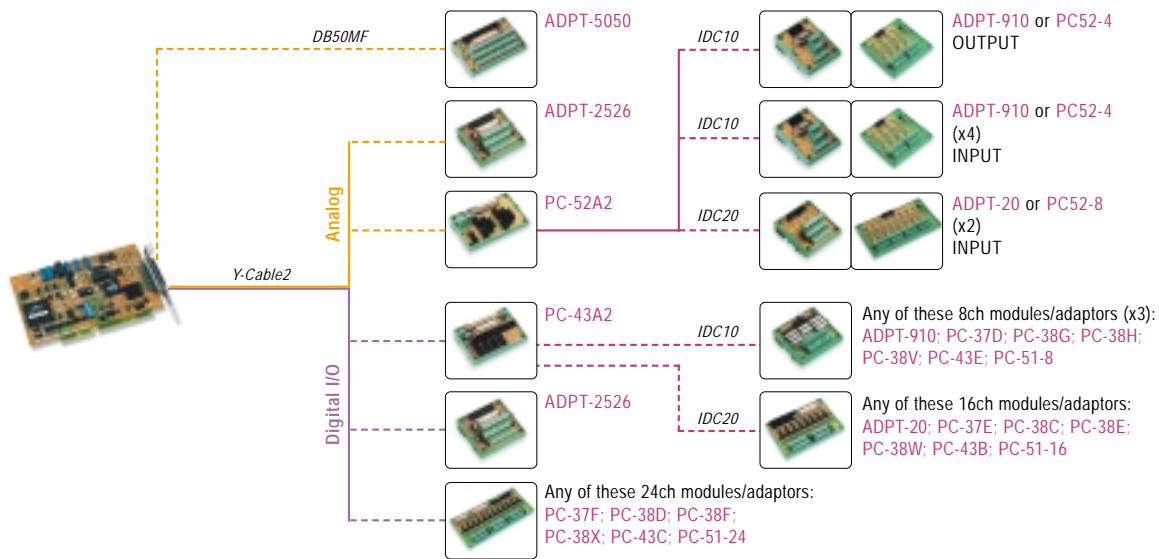 DB50MF
ADPT-5050
IDC10
ADPT-910 or PC52-4
OUTPUT
ADPT-2526
IDC10
ADPT-910 or PC52-4
(x4)
INPUT
Analog
PC-52A2
IDC20
ADPT-20 or PC52-8
(x2)
INPUT
Y-Cable2
Digital I/O
PC-43A2
IDC10
Any of these 8ch modules/adaptors (x3):
ADPT-910; PC-37D; PC-38G; PC-38H;
PC-38V; PC-43E; PC-51-8
ADPT-2526
IDC20
Any of these 16ch modules/adaptors:
ADPT-20; PC-37E; PC-38C; PC-38E;
PC-38W; PC-43B; PC-51-16
Any of these 24ch modules/adaptors:
PC-37F; PC-38D; PC-38F;
PC-38X; PC-43C; PC-51-24